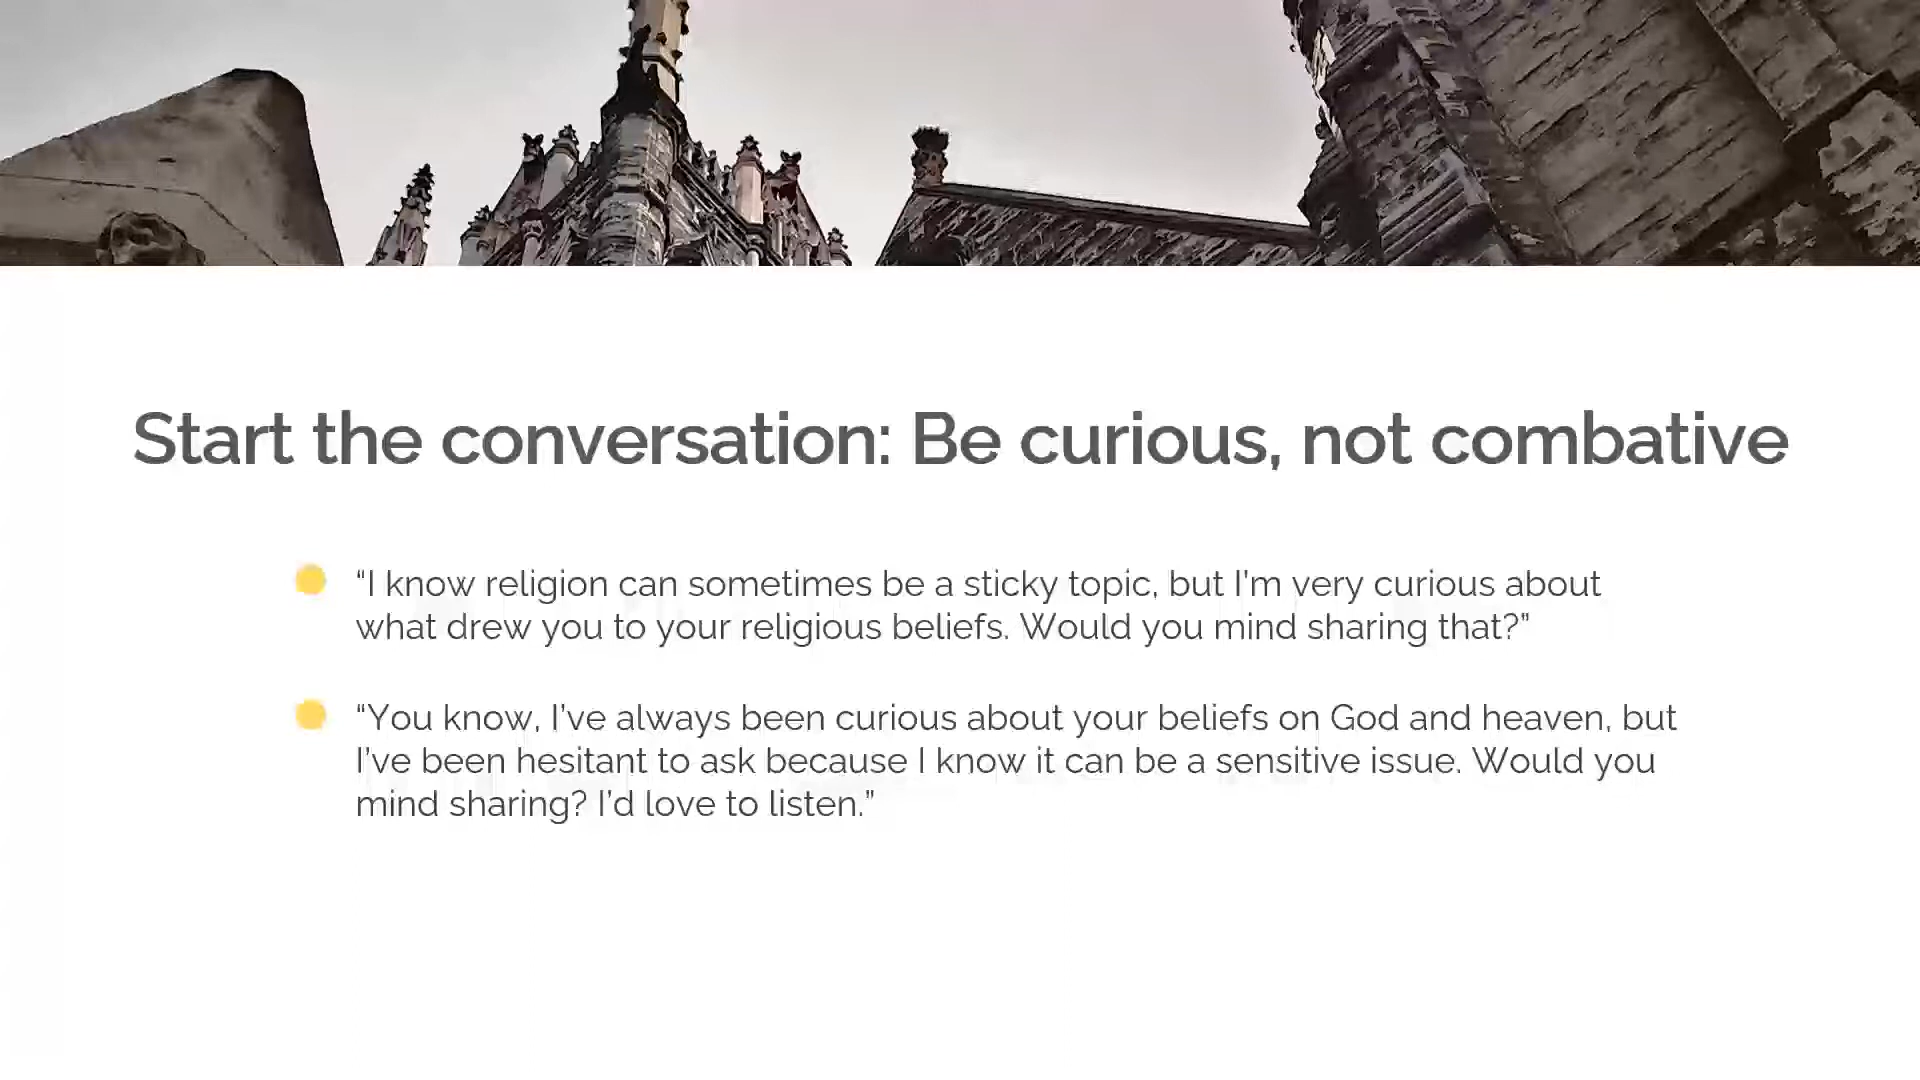 Start the conversation: Be curious, not combative
“I know religion can sometimes be a sticky topic, but I’m very curious about
what drew you to your religious beliefs. Would you mind sharing that?”
“You know, I’ve always been curious about your beliefs on God and heaven, but
I’ve been hesitant to ask because I know it can be a sensitive issue. Would you
mind sharing? I’d love to listen.”